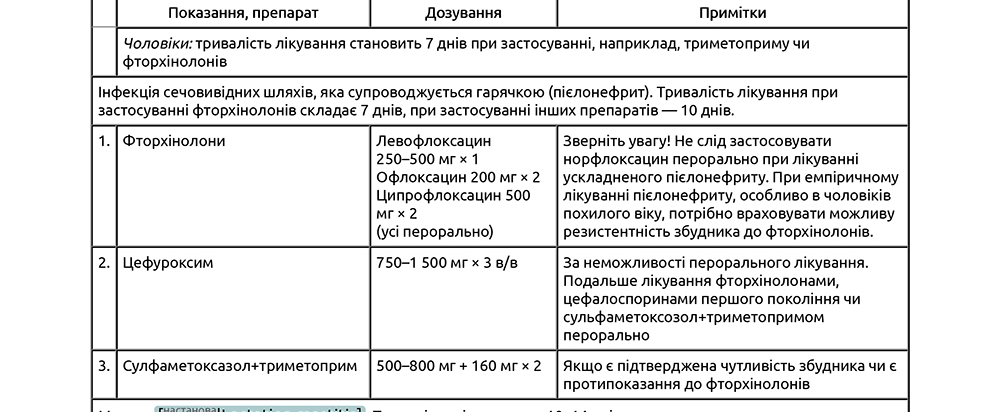 Показання, препарат
Дозування
Примітки
Чоловіки: тривалість лікування становить 7 днів при застосуванні, наприклад, триметоприму чи
фторхінолонів
Інфекція сечовивідних шляхів, яка супроводжується гарячкою (пієлонефрит). Тривалість лікування при
застосуванні фторхінолонів складає 7 днів, при застосуванні інших препаратів — 10 днів.
1.
Фторхінолони
Левофлоксацин
250–500 мг × 1
Офлоксацин 200 мг × 2
Ципрофлоксацин 500
мг × 2
(усі перорально)
Зверніть увагу! Не слід застосовувати
норфлоксацин перорально при лікуванні
ускладненого пієлонефриту. При емпіричному
лікуванні пієлонефриту, особливо в чоловіків
похилого віку, потрібно враховувати можливу
резистентність збудника до фторхінолонів.
2.
Цефуроксим
750–1 500 мг × 3 в/в
За неможливості перорального лікування.
Подальше лікування фторхінолонами,
цефалоспоринами першого покоління чи
сульфаметоксозол+триметопримом
перорально
3.
Сулфаметоксазол+триметоприм
500–800 мг + 160 мг × 2
Якщо є підтверджена чутливість збудника чи є
протипоказання до фторхінолонів
настанова